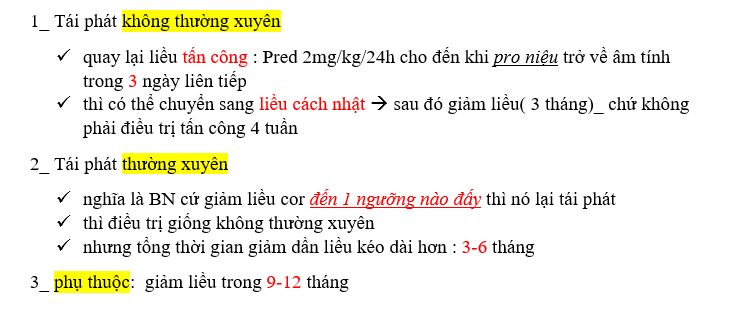 1_ Tái phát không thường xuyên
✓ quay lại liều tấn công : Pred 2mg/kg/24h cho đến khi pro niệu trở về âm tính
trong 3 ngày liên tiếp
✓ thì có thể chuyển sang liều cách nhật → sau đó giảm liều( 3 tháng)_ chứ không
phải điều trị tấn công 4 tuần
2_ Tái phát thường xuyên
✓ nghĩa là BN cứ giảm liều cor đến 1 ngưỡng nào đấy thì nó lại tái phát
✓ thì điều trị giống không thường xuyên
✓ nhưng tổng thời gian giảm dần liều kéo dài hơn : 3-6 tháng
3_ phụ thuộc: giảm liều trong 9-12 tháng